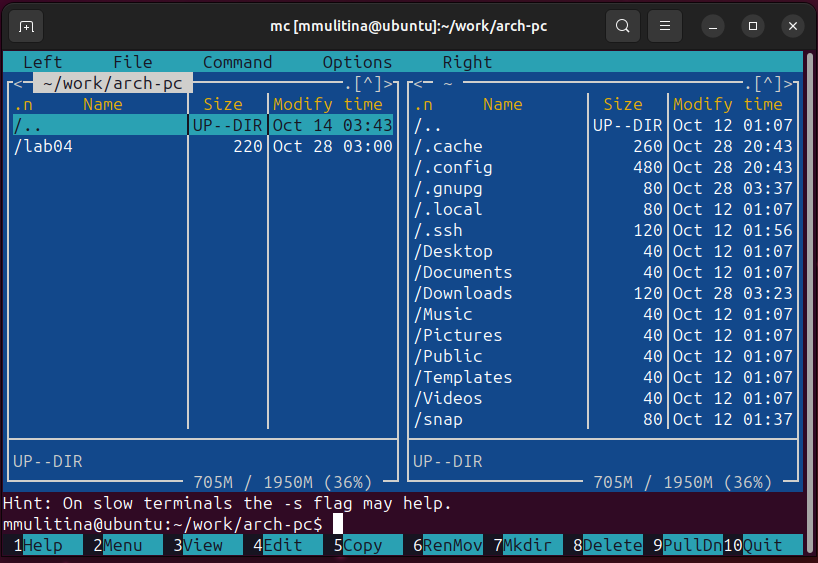 mc [mmulitina@ubuntu]:~/work/arch-pc
Left File Command Options Right
<─ ~/work/arch-pc .[^]>
.n Name Size Modify time
/.. UP--DIR Oct 14 03:43
/lab04 220 Oct 28 03:00
UP--DIR
705M / 1950M (36%)
<─ ~ .[^]>
.n Name Size Modify time
/.. UP--DIR Oct 12 01:07
/.cache 260 Oct 28 20:43
/.config 480 Oct 28 20:43
/.gnupg 80 Oct 28 03:37
/.local 80 Oct 12 01:07
/.ssh 120 Oct 12 01:56
/Desktop 40 Oct 12 01:07
/Documents 40 Oct 12 01:07
/Downloads 120 Oct 28 03:23
/Music 40 Oct 12 01:07
/Pictures 40 Oct 12 01:07
/Public 40 Oct 12 01:07
/Templates 40 Oct 12 01:07
/Videos 40 Oct 12 01:07
/snap 80 Oct 12 01:37
UP--DIR
705M / 1950M (36%)
Hint: On slow terminals the -s flag may help.
mmulitina@ubuntu:~/work/arch-pc$
1Help 2Menu 3View 4Edit 5Copy 6RenMov 7Mkdir 8Delete 9PullDn 10Quit